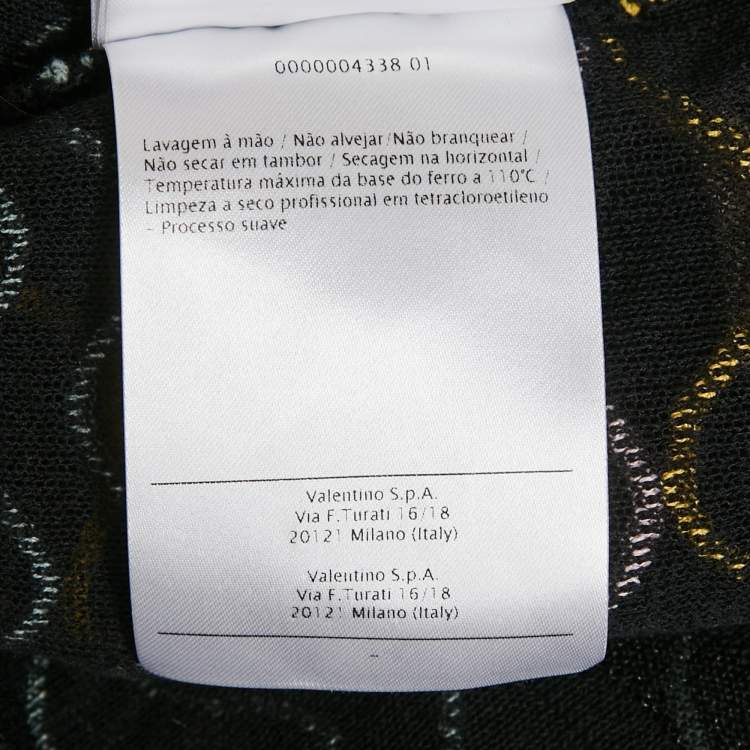 0000004338 01
Lavagem à mão / Não alvejar/Não branquear /
Não secar em tambor / Secagem na horizontal /
Temperatura máxima da base do ferro a 110°C /
Limpeza a seco profissional em tetracloroetileno
- Processo suave
Valentino S.p.A.
Via F.Turati 16/18
20121 Milano (Italy)
Valentino S.p.A.
Via F.Turati 16/18
20121 Milano (Italy)